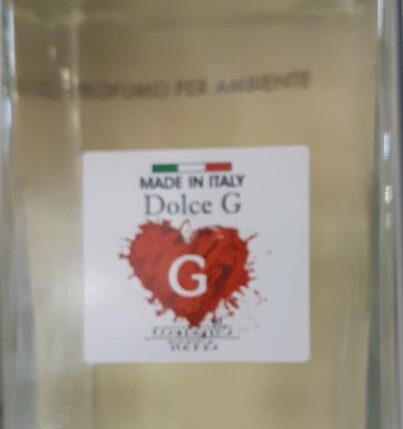 PROFUMO PER AMBIENTE
MADE IN ITALY
Dolce G
G